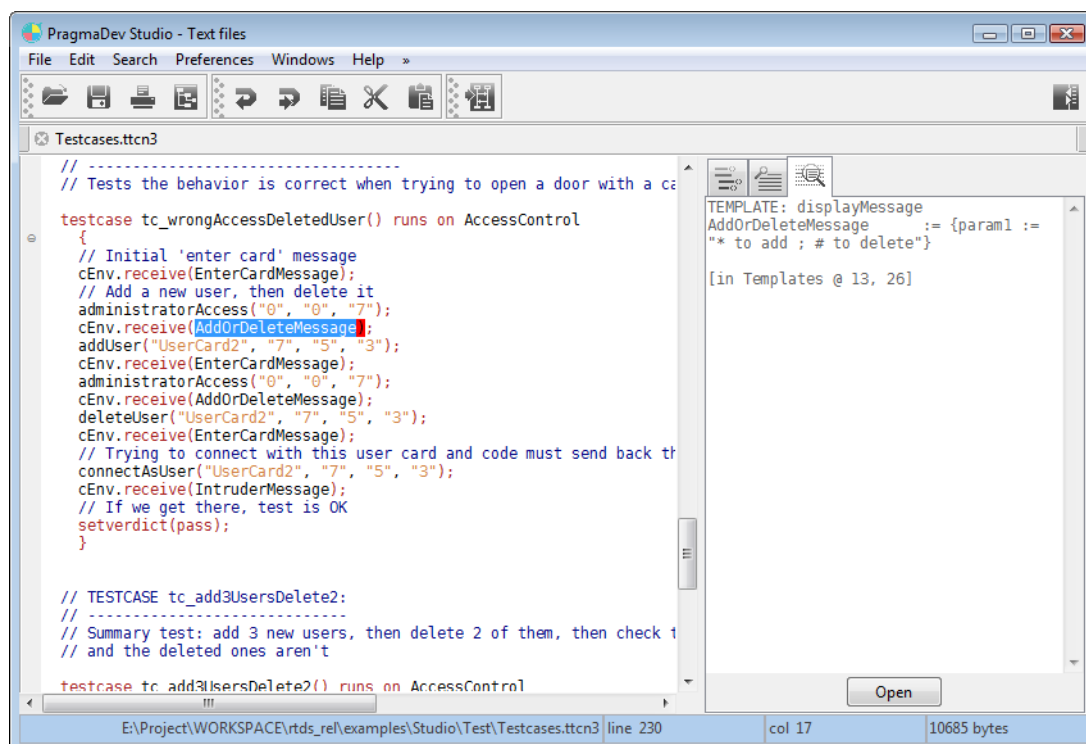 PragmaDev Studio - Text files
File Edit Search Preferences Windows Help »
Testcases.ttcn3
// -----------------------------------
// Tests the behavior is correct when trying to open a door with a ca
testcase tc_wrongAccessDeletedUser() runs on AccessControl
{
// Initial 'enter card' message
cEnv.receive(EnterCardMessage);
// Add a new user, then delete it
administratorAccess("0", "0", "7");
cEnv.receive(AddOrDeleteMessage);
addUser("UserCard2", "7", "5", "3");
cEnv.receive(EnterCardMessage);
administratorAccess("0", "0", "7");
cEnv.receive(AddOrDeleteMessage);
deleteUser("UserCard2", "7", "5", "3");
cEnv.receive(EnterCardMessage);
// Trying to connect with this user card and code must send back th
connectAsUser("UserCard2", "7", "5", "3");
cEnv.receive(IntruderMessage);
// If we get there, test is OK
setverdict(pass);
}
// TESTCASE tc_add3UsersDelete2:
// -----------------------------
// Summary test: add 3 new users, then delete 2 of them, then check t
// and the deleted ones aren't
testcase tc_add3UsersDelete2() runs on AccessControl
TEMPLATE: displayMessage
AddOrDeleteMessage := {param1 :=
"* to add ; # to delete"}
[in Templates @ 13, 26]
Open
E:\Project\WORKSPACE\rtds_rel\examples\Studio\Test\Testcases.ttcn3 line 230 col 17 10685 bytes